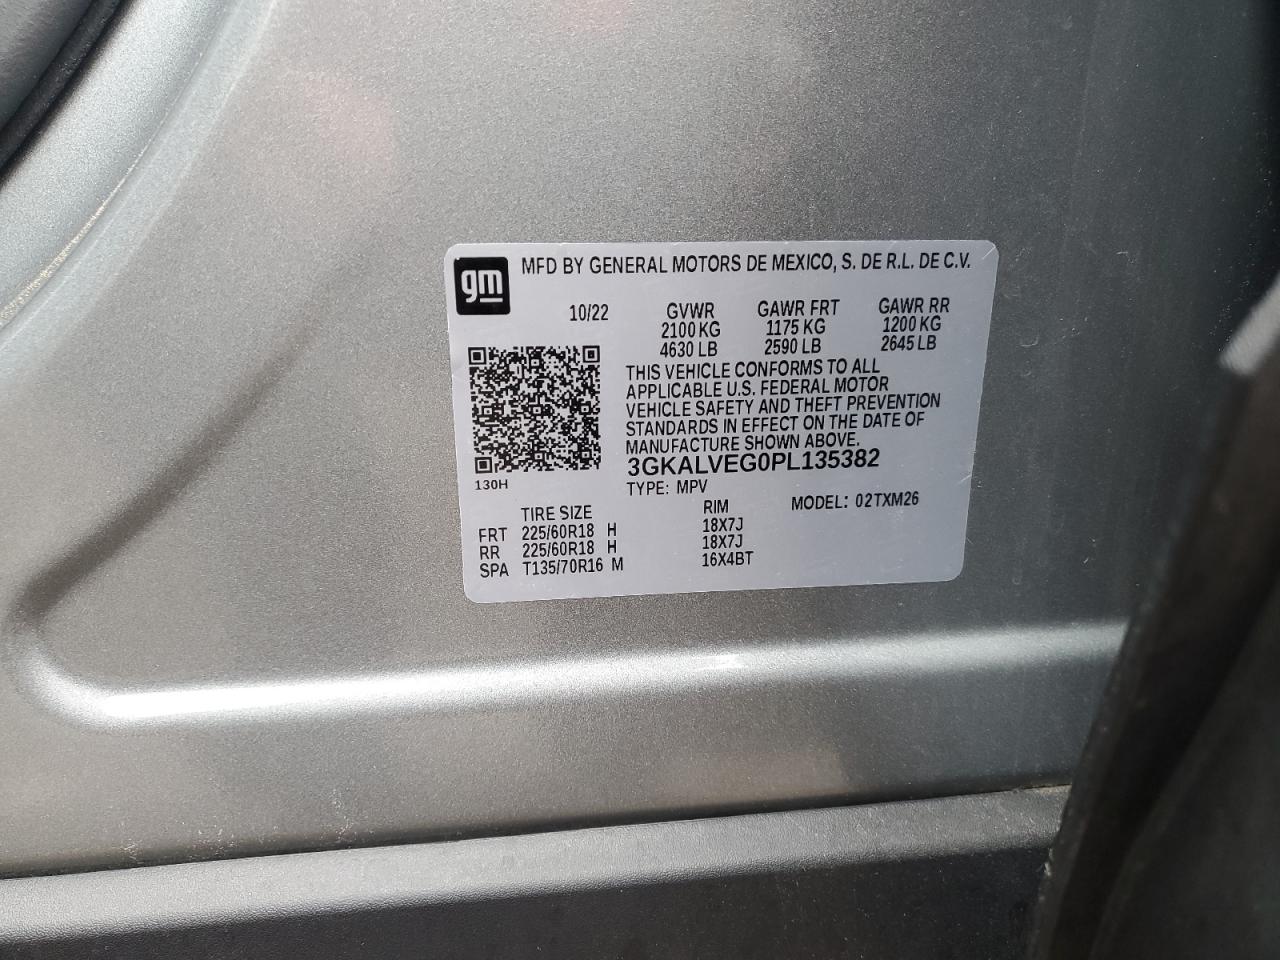 gm
MFD BY GENERAL MOTORS DE MEXICO, S. DE R.L. DE C.V.
10/22 GVWR GAWR FRT GAWR RR
2100 KG 1175 KG 1200 KG
4630 LB 2590 LB 2645 LB
THIS VEHICLE CONFORMS TO ALL
APPLICABLE U.S. FEDERAL MOTOR
VEHICLE SAFETY AND THEFT PREVENTION
STANDARDS IN EFFECT ON THE DATE OF
MANUFACTURE SHOWN ABOVE.
3GKALVEG0PL135382
130H
TYPE: MPV
MODEL: 02TXM26
TIRE SIZE RIM
FRT 225/60R18 H 18X7J
RR 225/60R18 H 18X7J
SPA T135/70R16 M 16X4BT